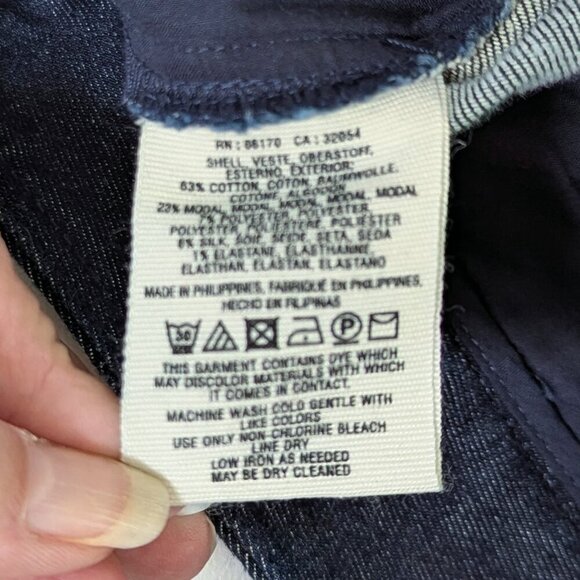 RN : 66170 CA : 32054
SHELL, VESTE, OBERSTOFF,
ESTERNO, EXTERIOR:
63% COTTON, COTON, BAUMWOLLE,
COTONE, ALGODON
23% MODAL, MODAL, MODAL, MODAL, MODAL
7% POLYESTER, POLYESTER,
POLYESTER, POLIESTERE, POLIESTER
6% SILK, SOIE, SEIDE, SETA, SEDA
1% ELASTANE, ELASTHANNE,
ELASTHAN, ELASTAN, ELASTANO
MADE IN PHILIPPINES, FABRIQUÉ EN PHILIPPINES,
HECHO EN FILIPINAS
30 P
THIS GARMENT CONTAINS DYE WHICH
MAY DISCOLOR MATERIALS WITH WHICH
IT COMES IN CONTACT.
MACHINE WASH COLD GENTLE WITH
LIKE COLORS
USE ONLY NON-CHLORINE BLEACH
LINE DRY
LOW IRON AS NEEDED
MAY BE DRY CLEANED